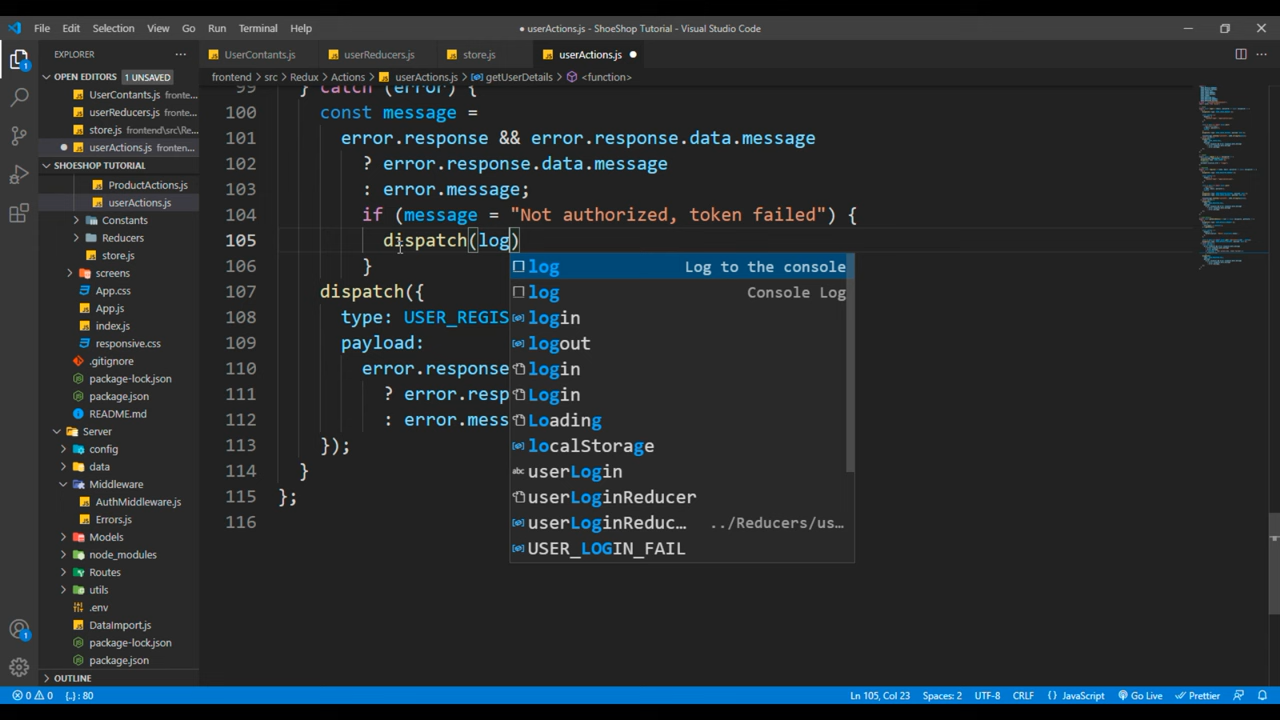 File Edit Selection View Go Run Terminal Help
● userActions.js - ShoeShop Tutorial - Visual Studio Code
EXPLORER
UserContants.js userReducers.js store.js userActions.js ●
OPEN EDITORS 1 UNSAVED
frontend > src > Redux > Actions > userActions.js > getUserDetails > <function>
UserContants.js fronte...
userReducers.js fronte...
store.js frontend\src\Re...
● userActions.js fronten...
SHOESHOP TUTORIAL
ProductActions.js
userActions.js
Constants
Reducers
store.js
screens
App.css
App.js
index.js
responsive.css
.gitignore
package-lock.json
package.json
README.md
Server
config
data
Middleware
AuthMiddleware.js
Errors.js
Models
node_modules
Routes
utils
.env
DataImport.js
package-lock.json
package.json
OUTLINE
99 } catch (error) {
100 const message =
101 error.response && error.response.data.message
102 ? error.response.data.message
103 : error.message;
104 if (message = "Not authorized, token failed") {
105 dispatch(log)
106 }
107 dispatch({
108 type: USER_REGIS
109 payload:
110 error.response
111 ? error.resp
112 : error.mess
113 });
114 }
115 };
116
log Log to the console
log Console Log
login
logout
login
Login
Loading
localStorage
userLogin
userLoginReducer
userLoginReduc... ../Reducers/us...
USER_LOGIN_FAIL
1
1
0 0 {..}: 80
Ln 105, Col 23 Spaces: 2 UTF-8 CRLF {} JavaScript Go Live Prettier